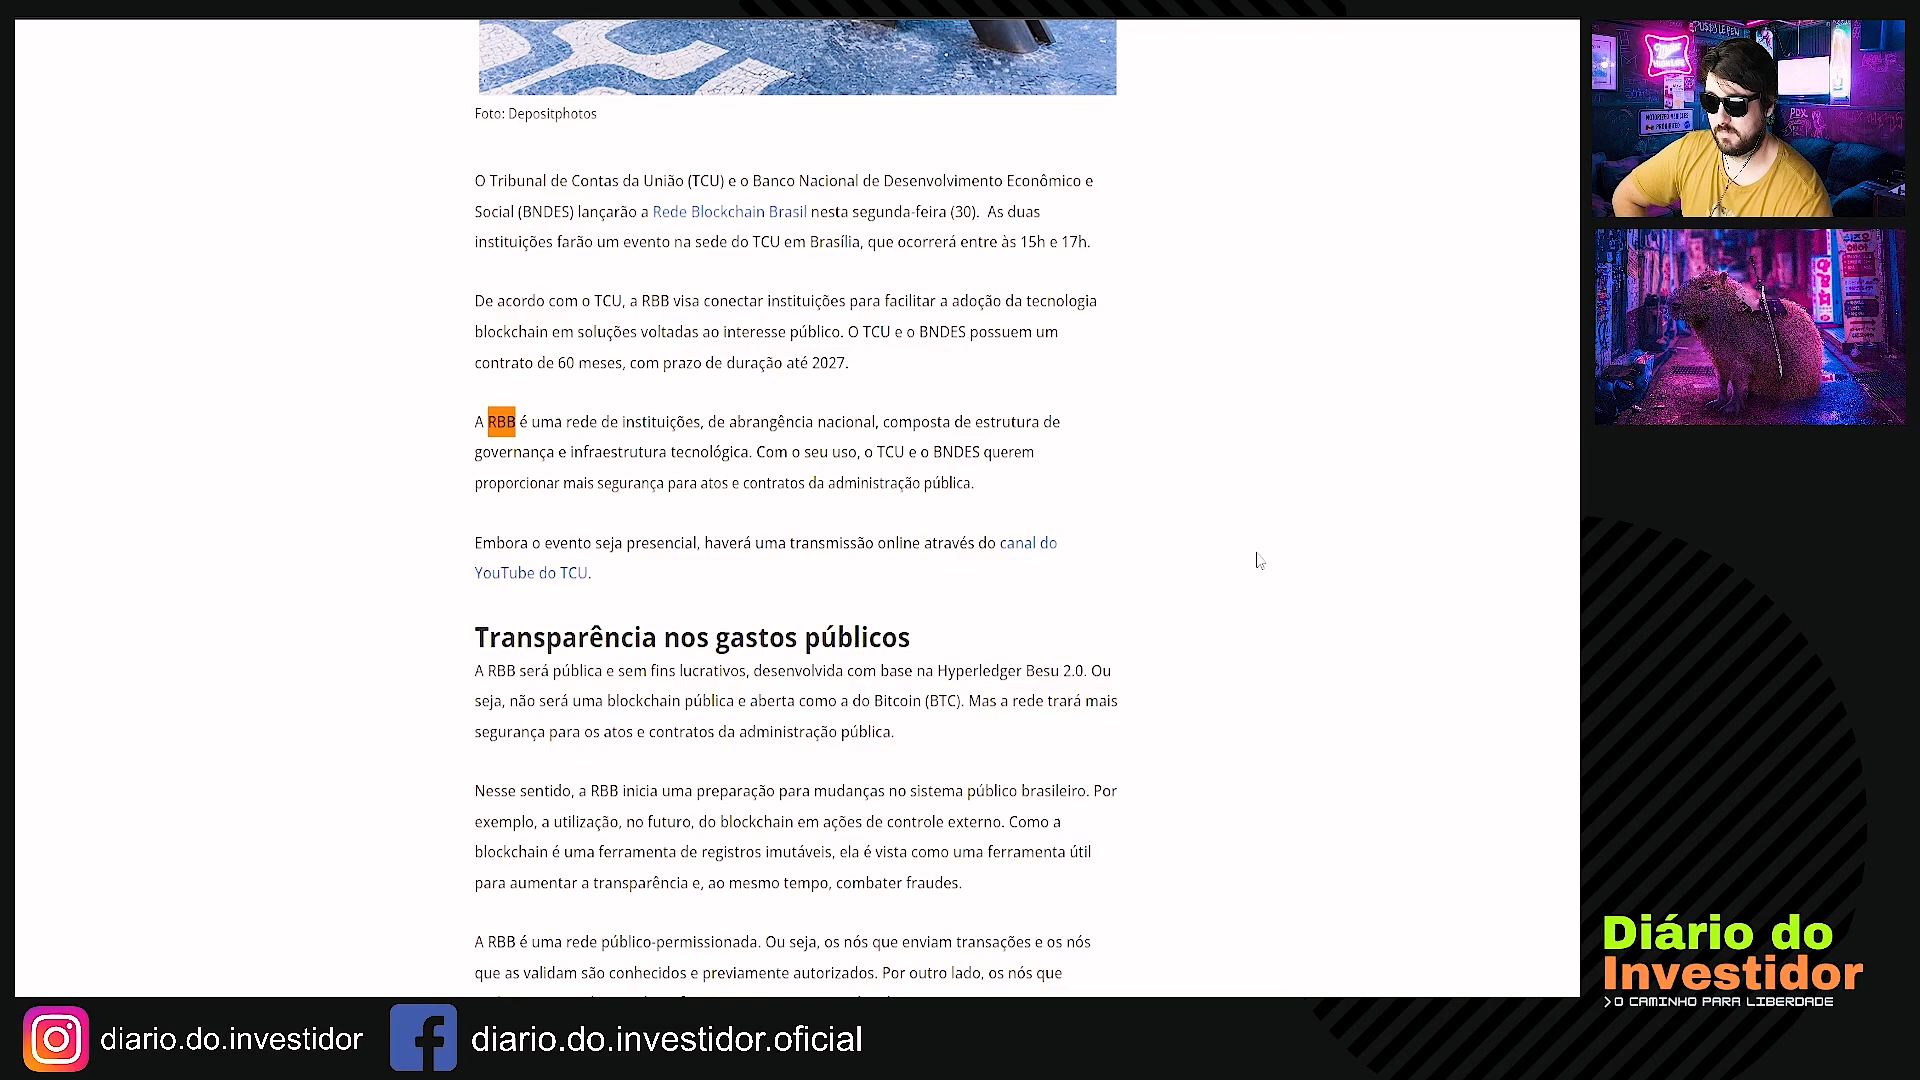 Foto: Depositphotos
O Tribunal de Contas da União (TCU) e o Banco Nacional de Desenvolvimento Econômico e
Social (BNDES) lançarão a Rede Blockchain Brasil nesta segunda-feira (30). As duas
instituições farão um evento na sede do TCU em Brasília, que ocorrerá entre às 15h e 17h.
De acordo com o TCU, a RBB visa conectar instituições para facilitar a adoção da tecnologia
blockchain em soluções voltadas ao interesse público. O TCU e o BNDES possuem um
contrato de 60 meses, com prazo de duração até 2027.
A RBB é uma rede de instituições, de abrangência nacional, composta de estrutura de
governança e infraestrutura tecnológica. Com o seu uso, o TCU e o BNDES querem
proporcionar mais segurança para atos e contratos da administração pública.
Embora o evento seja presencial, haverá uma transmissão online através do canal do
YouTube do TCU.
Transparência nos gastos públicos
A RBB será pública e sem fins lucrativos, desenvolvida com base na Hyperledger Besu 2.0. Ou
seja, não será uma blockchain pública e aberta como a do Bitcoin (BTC). Mas a rede trará mais
segurança para os atos e contratos da administração pública.
Nesse sentido, a RBB inicia uma preparação para mudanças no sistema público brasileiro. Por
exemplo, a utilização, no futuro, do blockchain em ações de controle externo. Como a
blockchain é uma ferramenta de registros imutáveis, ela é vista como uma ferramenta útil
para aumentar a transparência e, ao mesmo tempo, combater fraudes.
A RBB é uma rede público-permissionada. Ou seja, os nós que enviam transações e os nós
que as validam são conhecidos e previamente autorizados. Por outro lado, os nós que
Diário do
Investidor
>O CAMINHO PARA LIBERDADE
diario.do.investidor
diario.do.investidor.oficial